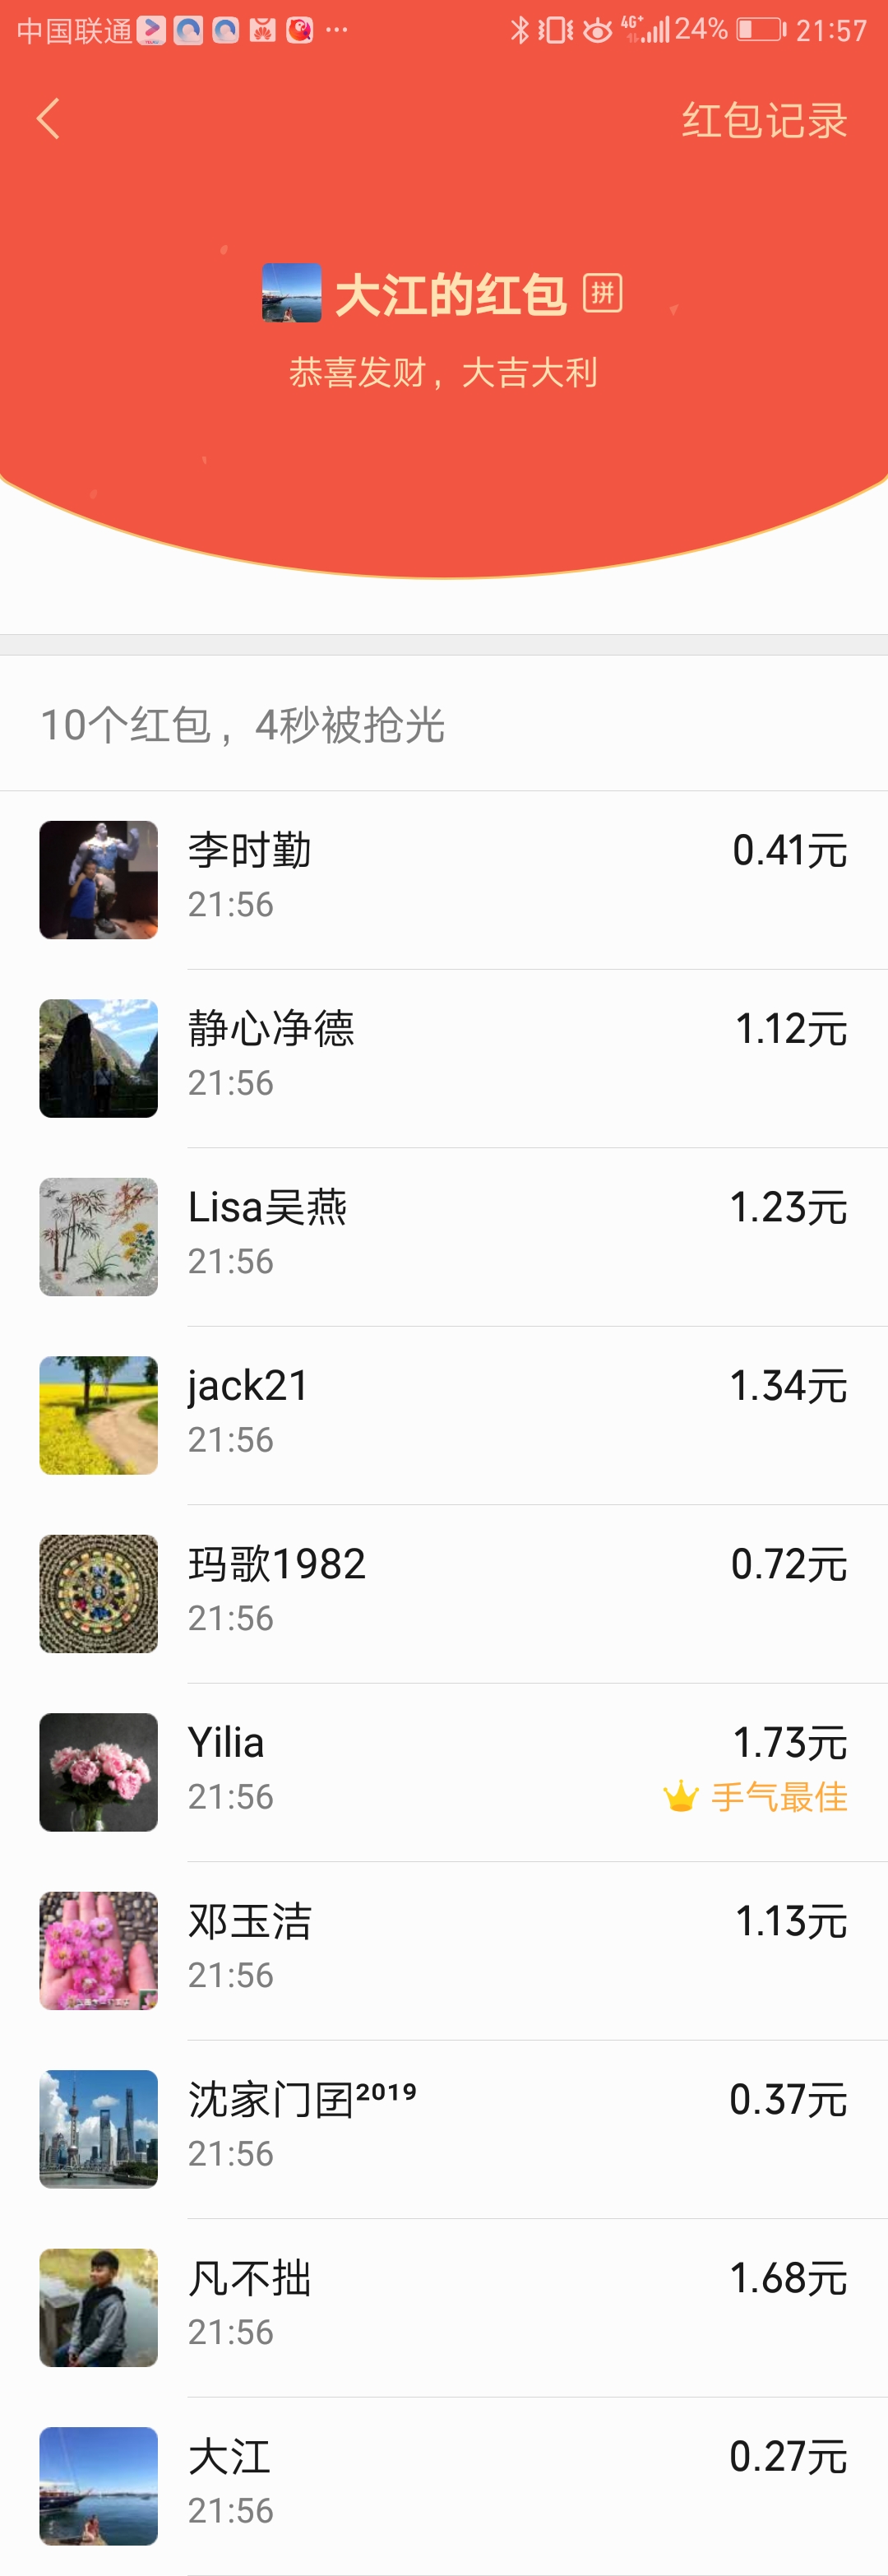 中国联通 4G+ 24% 21:57
红包记录
大江的红包 拼
恭喜发财，大吉大利
10个红包，4秒被抢光
李时勤 0.41元
21:56
静心净德 1.12元
21:56
Lisa吴燕 1.23元
21:56
jack21 1.34元
21:56
玛歌1982 0.72元
21:56
Yilia 1.73元
21:56 手气最佳
邓玉洁 1.13元
21:56
沈家门囝²⁰¹⁹ 0.37元
21:56
凡不拙 1.68元
21:56
大江 0.27元
21:56